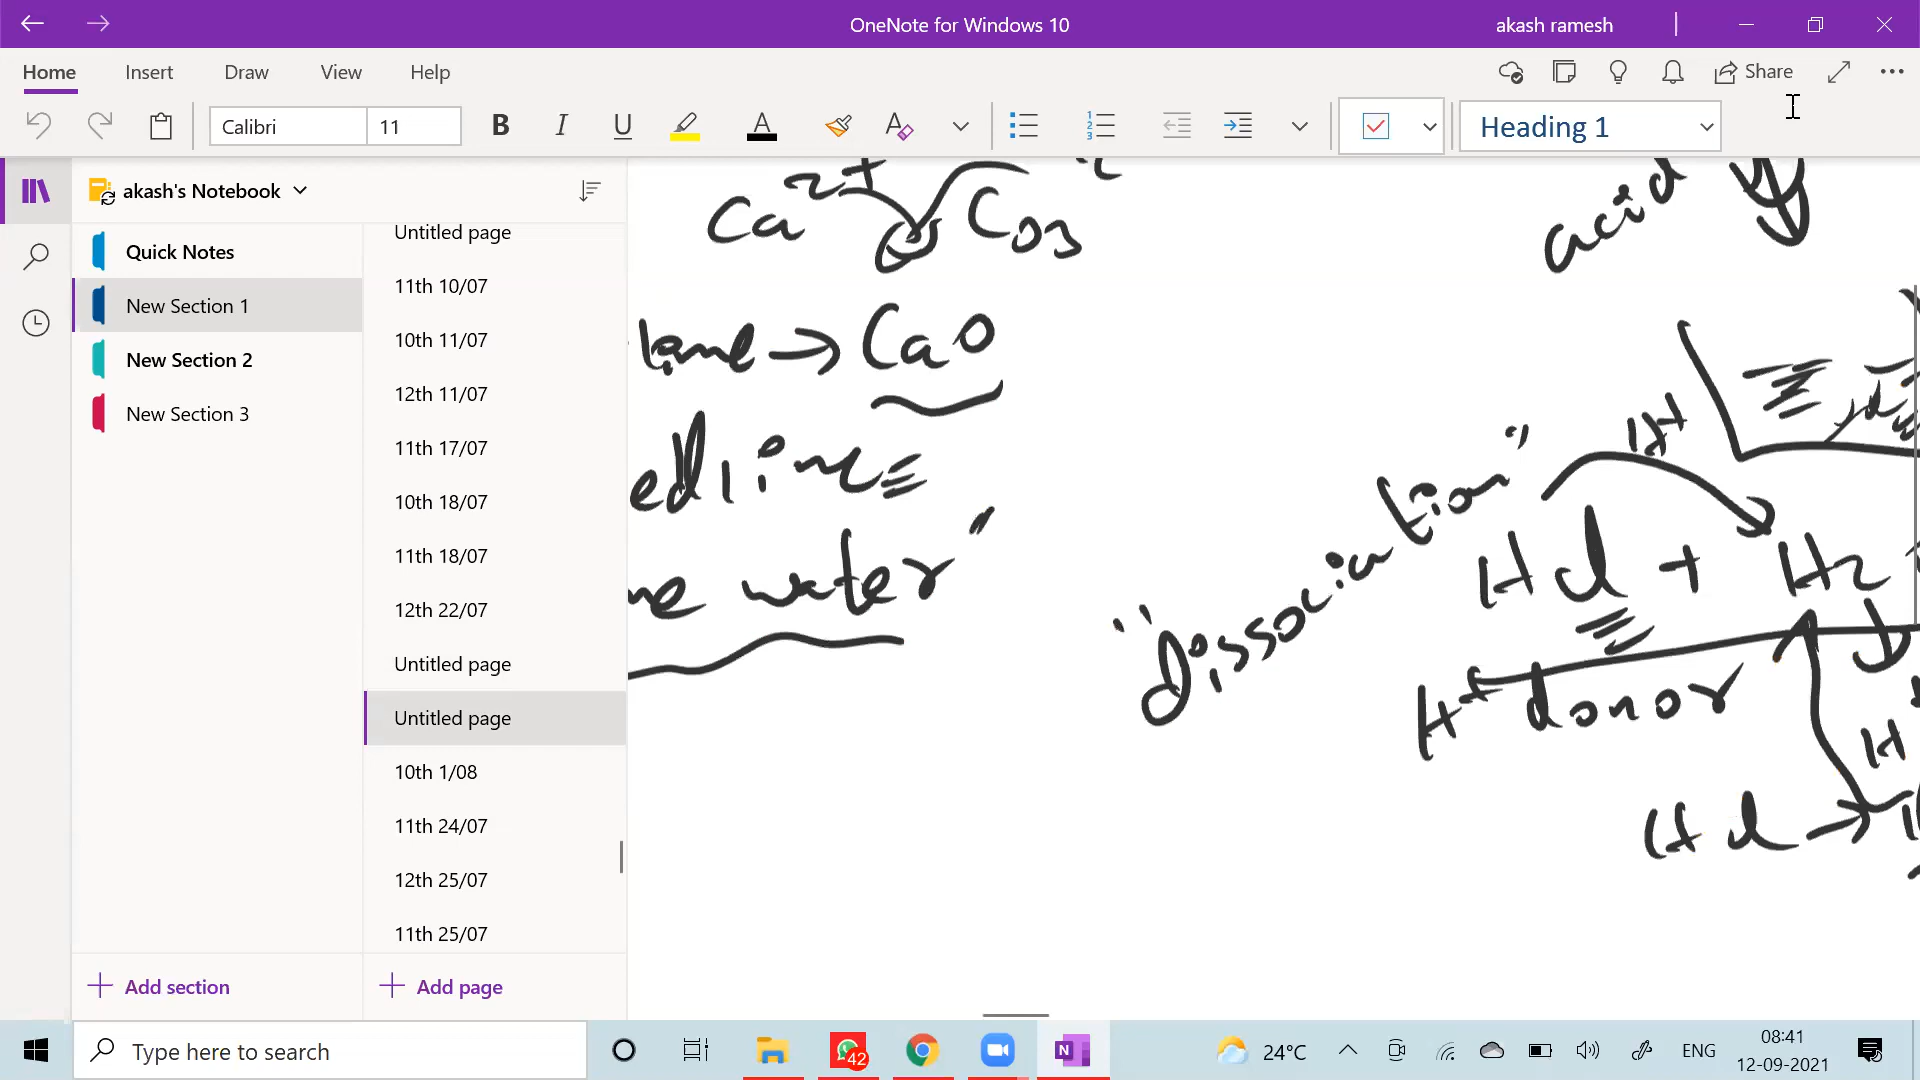 OneNote for Windows 10
akash ramesh
Home Insert Draw View Help
Share
Calibri 11 B I U A A Heading 1
akash's Notebook
Quick Notes
New Section 1
New Section 2
New Section 3
Untitled page
11th 10/07
10th 11/07
12th 11/07
11th 17/07
10th 18/07
11th 18/07
12th 22/07
Untitled page
Untitled page
10th 1/08
11th 24/07
12th 25/07
11th 25/07
Add section
Add page
Ca2+ CO3
→ CaO
water"
acid
"Dissociation"
H+
HCl + H2
H+ donor
HCl →
Type here to search
42
24°C
ENG
08:41
12-09-2021